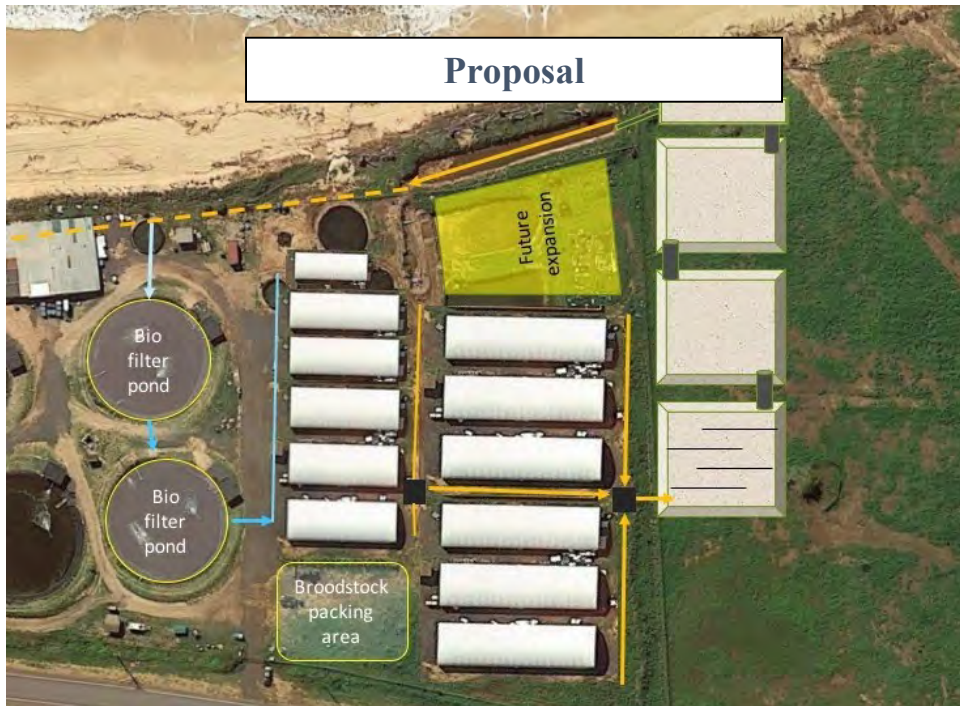 Proposal
Future
expansion
Bio
filter
pond
Bio
filter
pond
Broodstock
packing
area